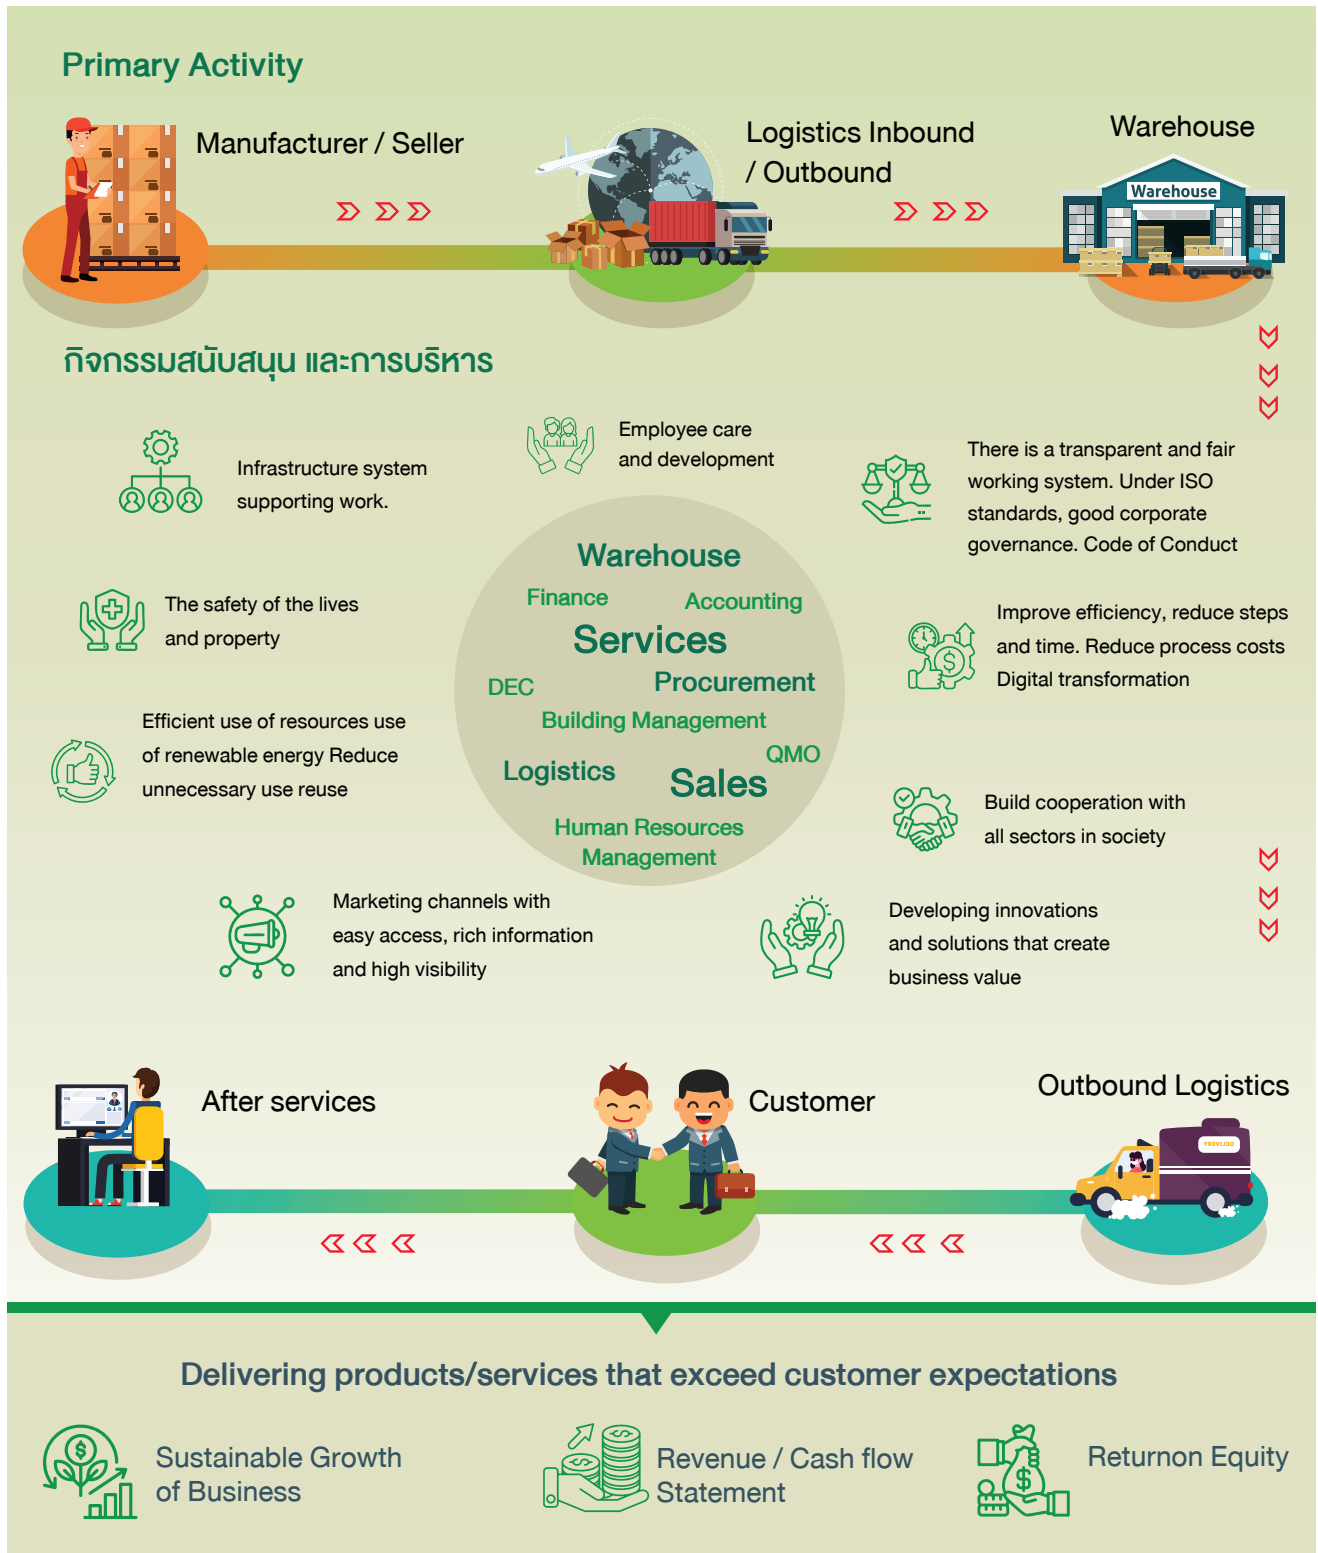 Primary Activity
Manufacturer / Seller
Logistics Inbound
/ Outbound
Warehouse
Warehouse
กิจกรรมสนับสนุน และการบริหาร
Infrastructure system
supporting work.
Employee care
and development
There is a transparent and fair
working system. Under ISO
standards, good corporate
governance. Code of Conduct
The safety of the lives
and property
Improve efficiency, reduce steps
and time. Reduce process costs
Digital transformation
Efficient use of resources use
of renewable energy Reduce
unnecessary use reuse
Warehouse
Finance
Accounting
Services
DEC
Procurement
Building Management
QMO
Logistics
Sales
Human Resources
Management
Build cooperation with
all sectors in society
Marketing channels with
easy access, rich information
and high visibility
Developing innovations
and solutions that create
business value
After services
Customer
Outbound Logistics
DELIVERY
Delivering products/services that exceed customer expectations
Sustainable Growth
of Business
Revenue / Cash flow
Statement
Returnon Equity